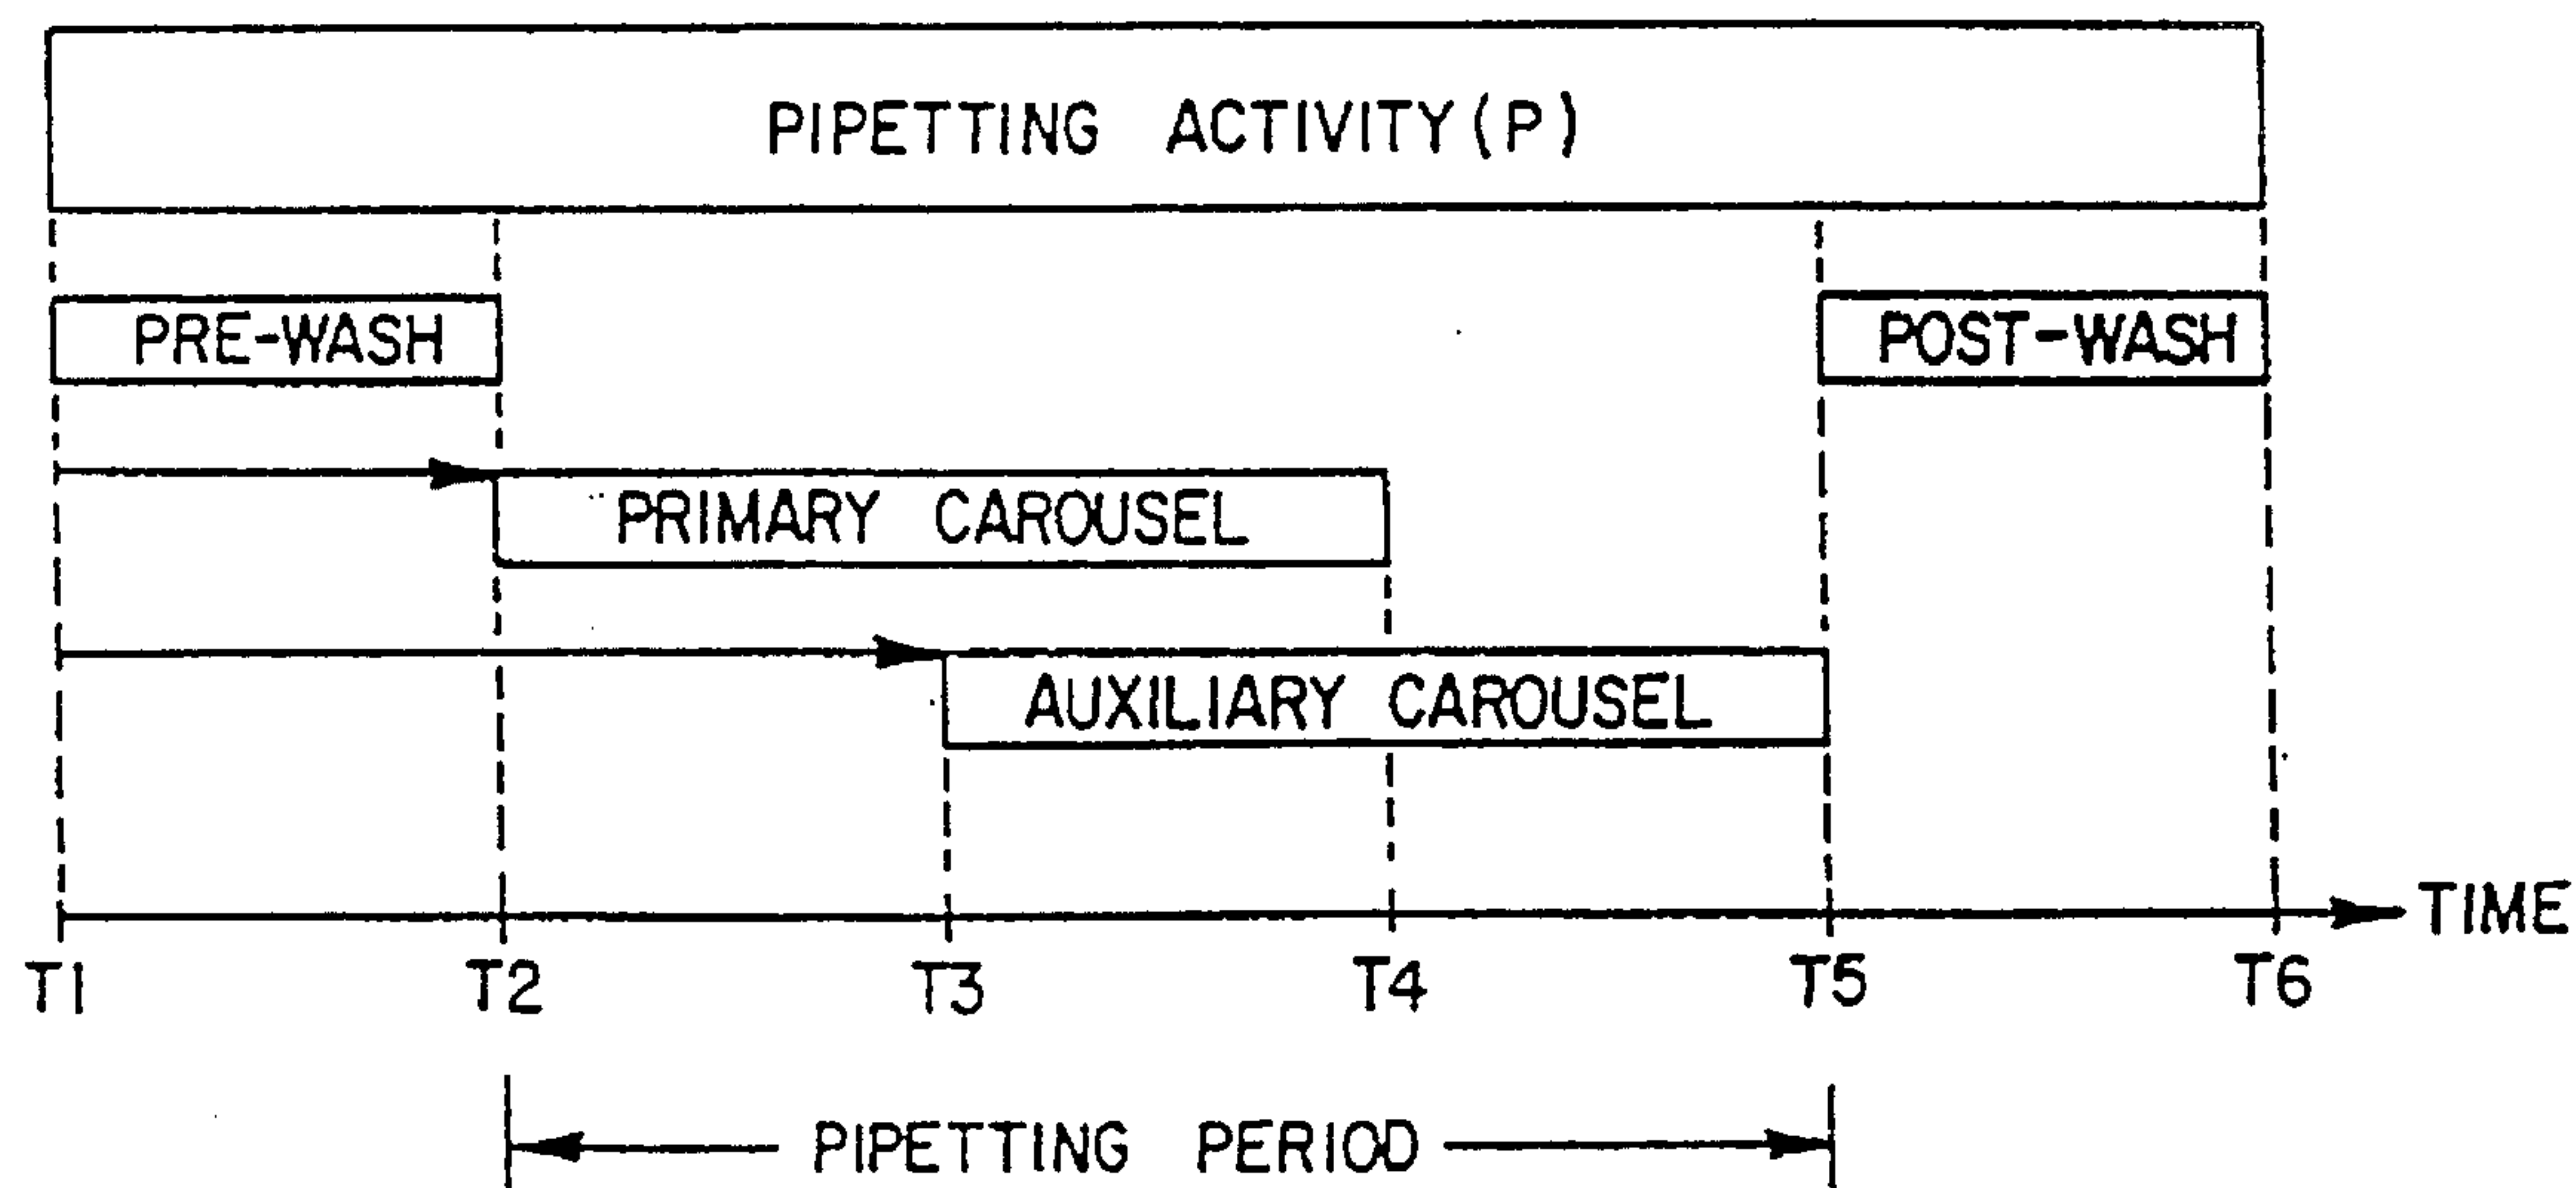 PIPETTING ACTIVITY(P)
PRE-WASH
POST-WASH
PRIMARY CAROUSEL
AUXILIARY CAROUSEL
TIME
T1 T2 T3 T4 T5 T6
PIPETTING PERIOD